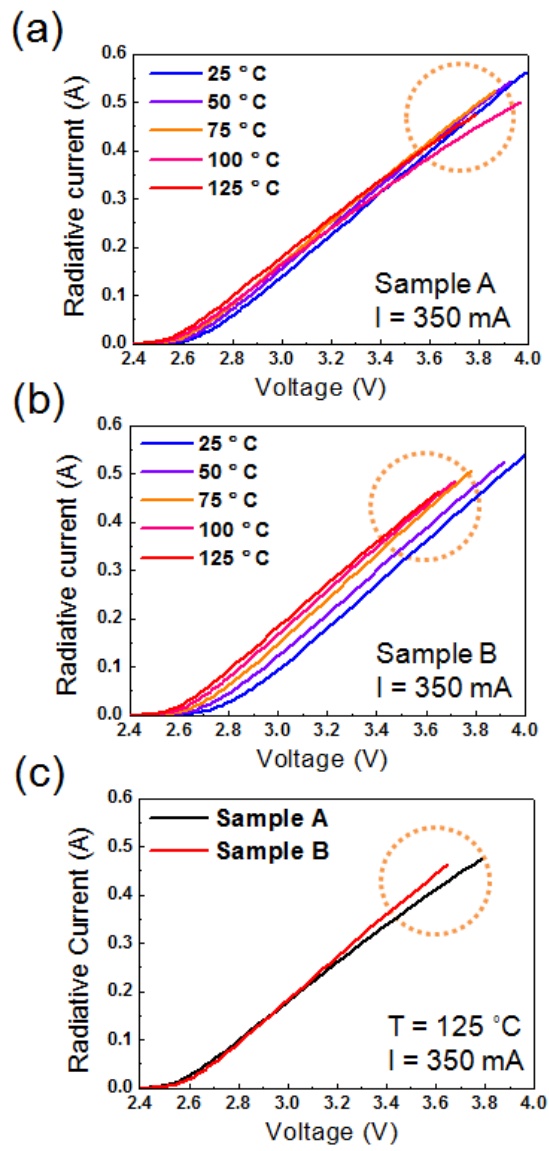 (a)
Radiative current (A)
0.6
0.5
0.4
0.3
0.2
0.1
0.0
25 ° C
50 ° C
75 ° C
100 ° C
125 ° C
Sample A
I = 350 mA
2.4 2.6 2.8 3.0 3.2 3.4 3.6 3.8 4.0
Voltage (V)
(b)
Radiative current (A)
0.6
0.5
0.4
0.3
0.2
0.1
0.0
25 ° C
50 ° C
75 ° C
100 ° C
125 ° C
Sample B
I = 350 mA
2.4 2.6 2.8 3.0 3.2 3.4 3.6 3.8 4.0
Voltage (V)
(c)
Radiative Current (A)
0.6
0.5
0.4
0.3
0.2
0.1
0.0
Sample A
Sample B
T = 125 °C
I = 350 mA
2.4 2.6 2.8 3.0 3.2 3.4 3.6 3.8 4.0
Voltage (V)